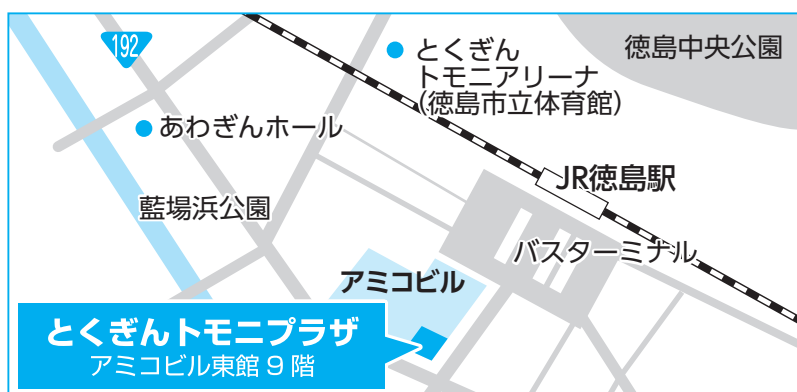 192
とくぎん
トモニアリーナ
(徳島市立体育館)
徳島中央公園
あわぎんホール
JR徳島駅
藍場浜公園
バスターミナル
アミコビル
とくぎんトモニプラザ
アミコビル東館9階